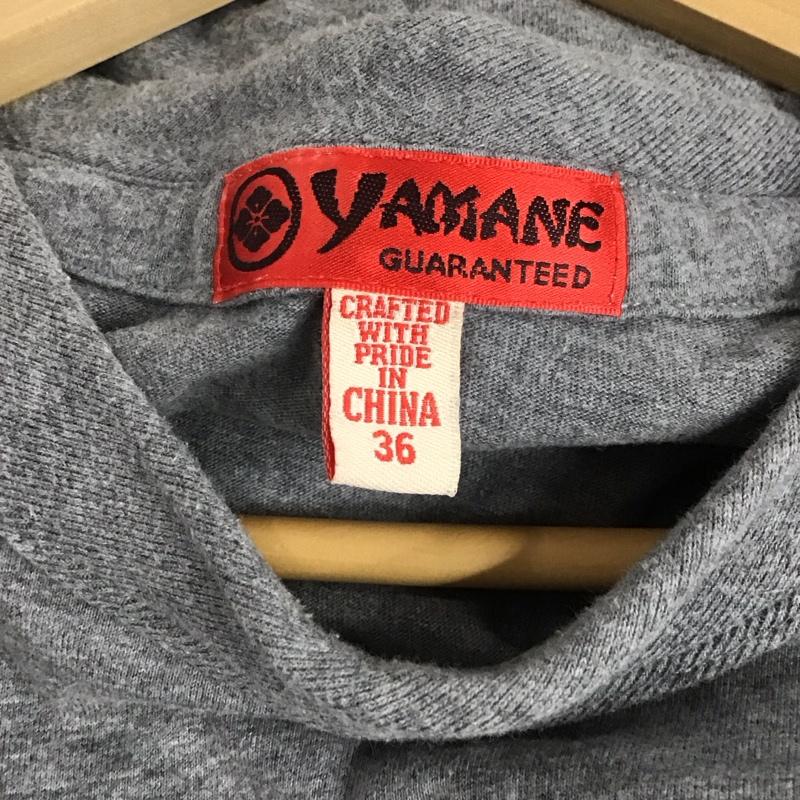 YAMANE
GUARANTEED
CRAFTED
WITH
PRIDE
IN
CHINA
36